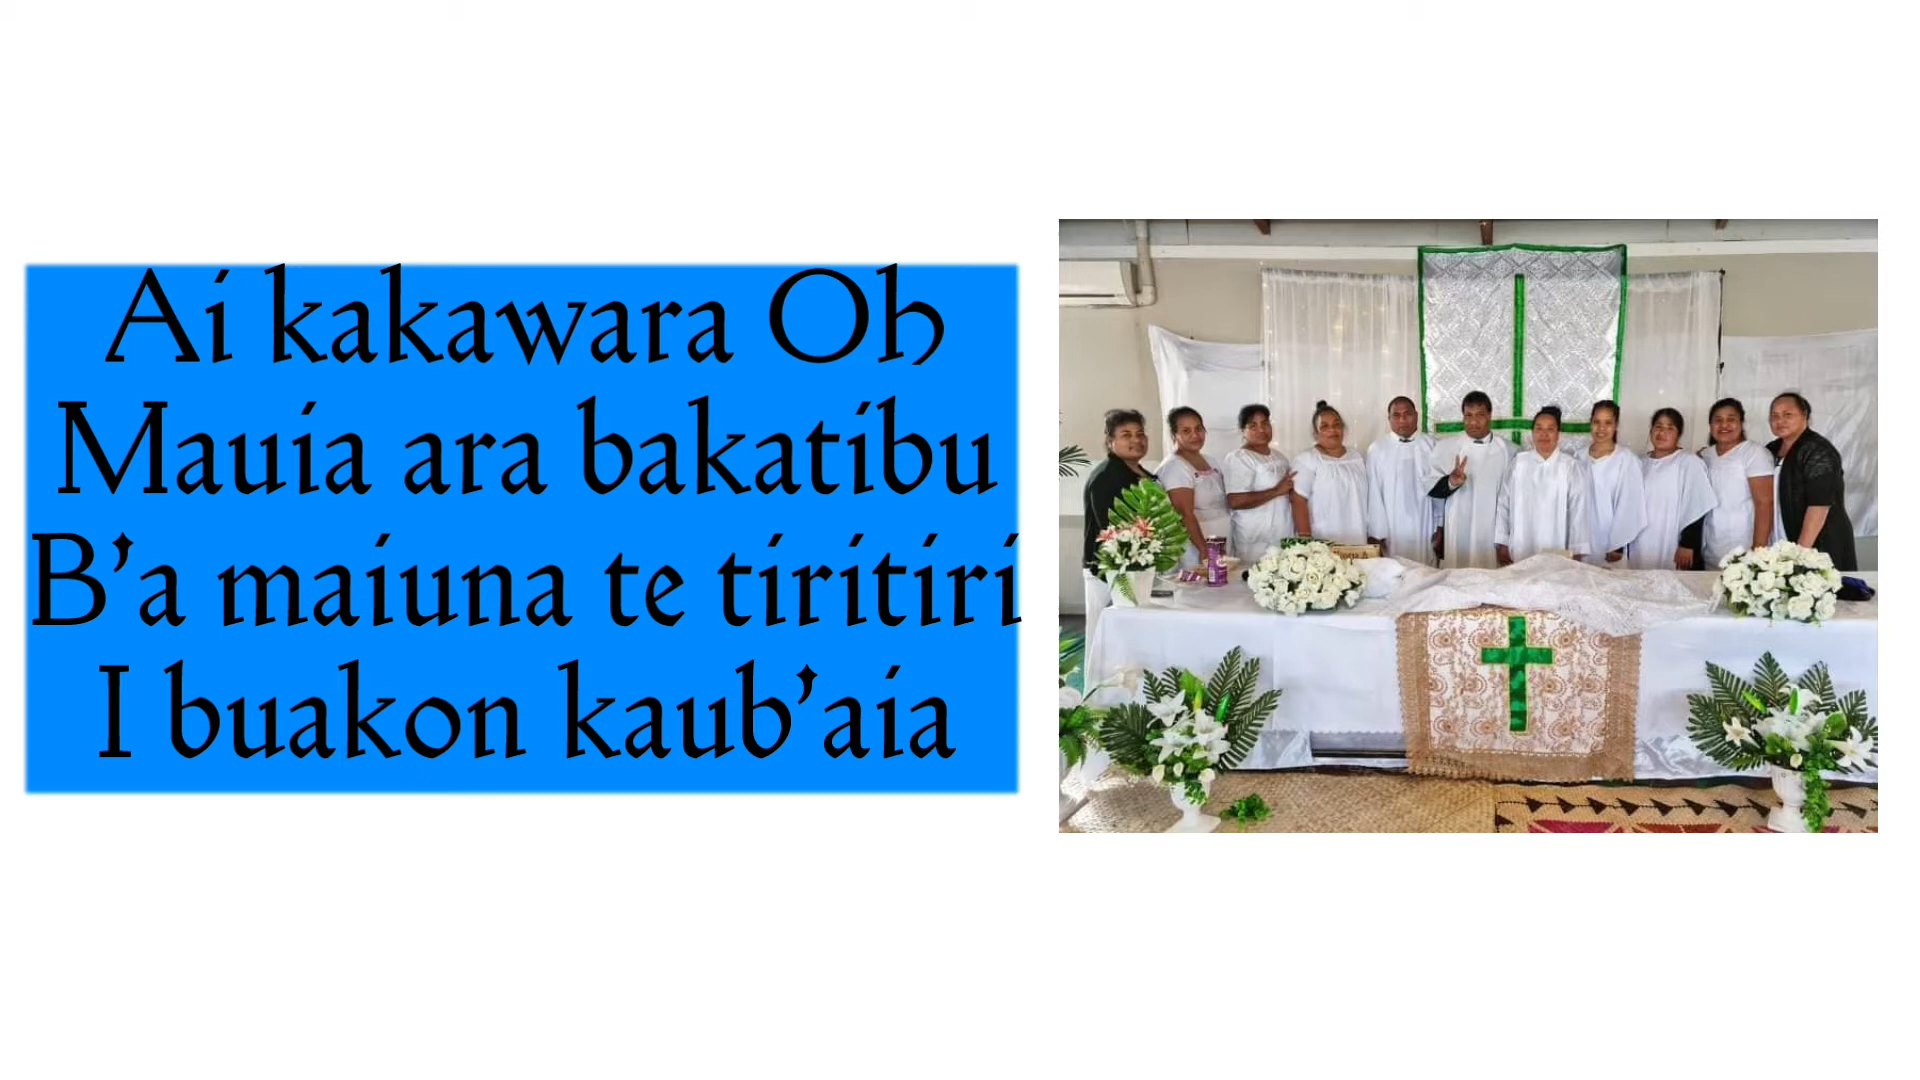 Ai kakawara Oh
Mauia ara bakatibu
B’a maiuna te tiritiri
I buakon kaub’aia